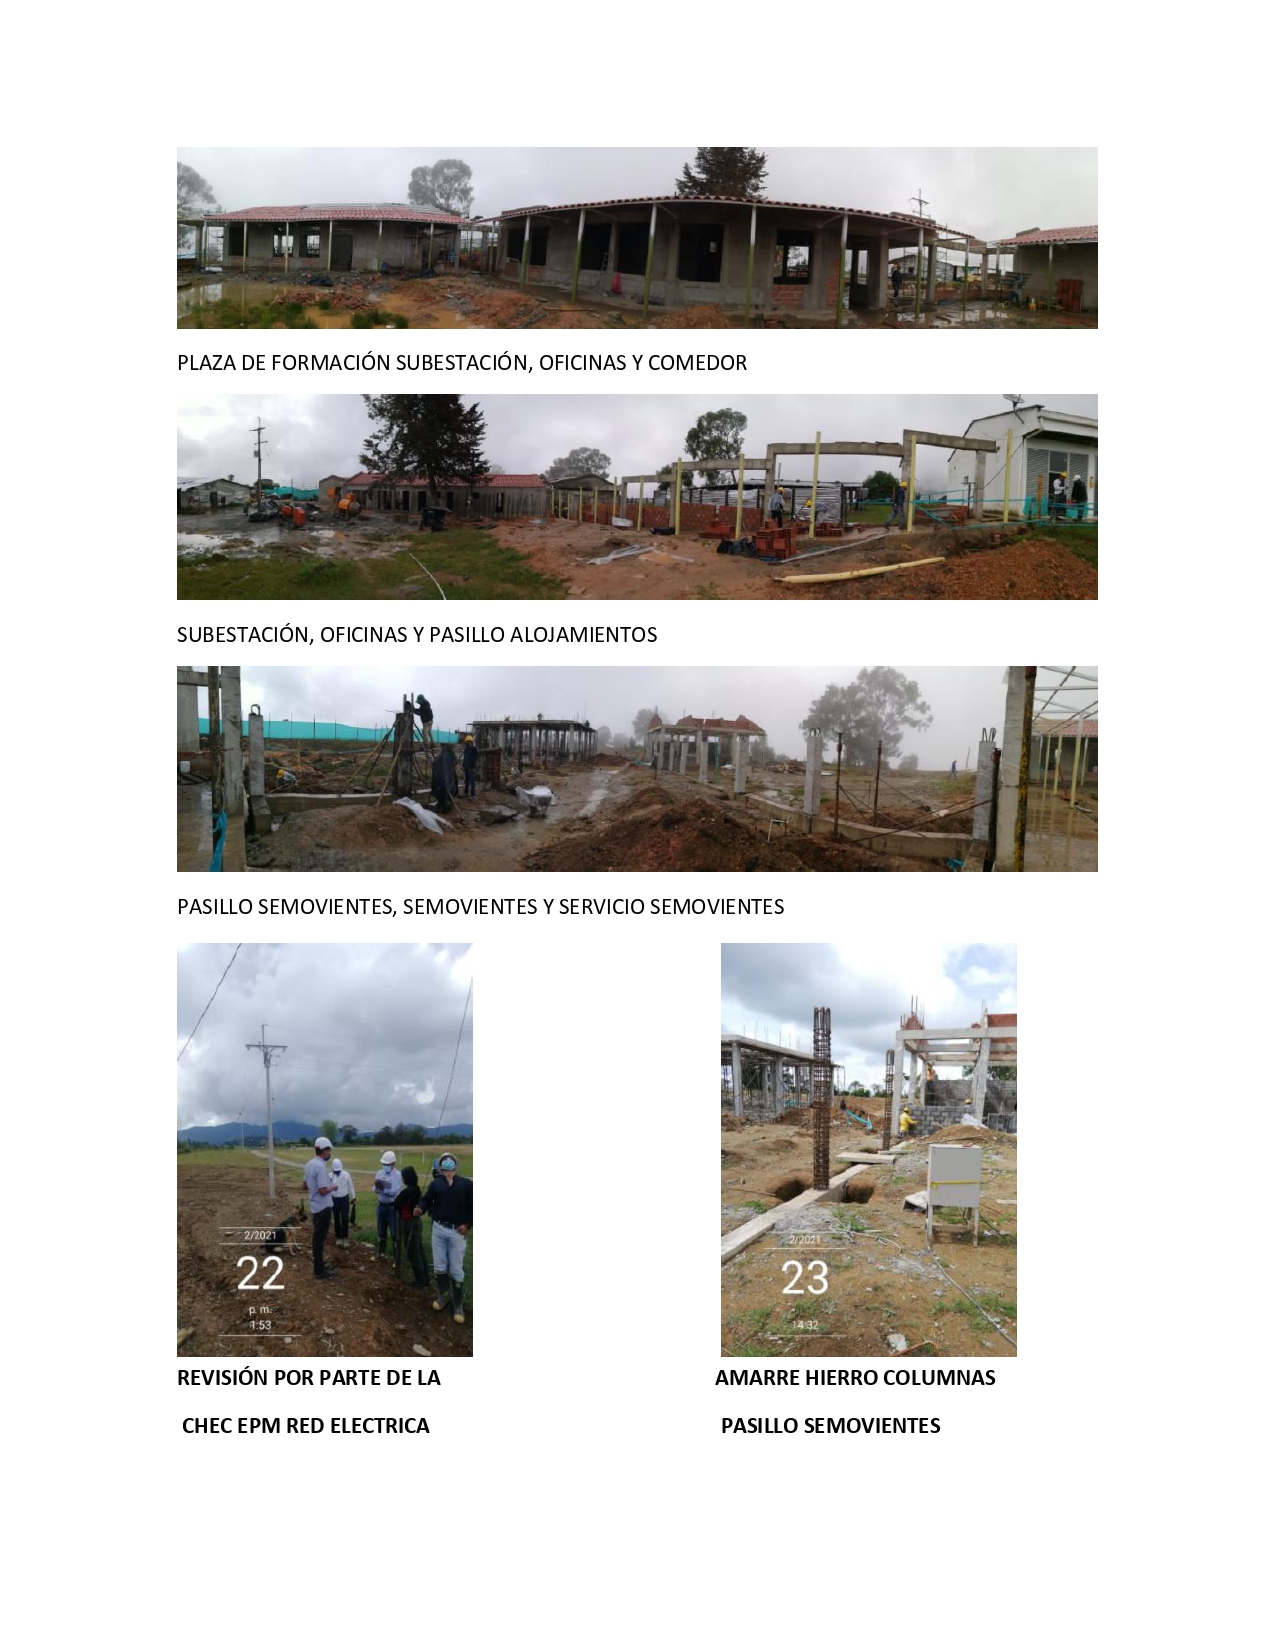 PLAZA DE FORMACIÓN SUBESTACIÓN, OFICINAS Y COMEDOR
SUBESTACIÓN, OFICINAS Y PASILLO ALOJAMIENTOS
PASILLO SEMOVIENTES, SEMOVIENTES Y SERVICIO SEMOVIENTES
2/2021
22
p. m.
1:53
2/2021
23
14:32
REVISIÓN POR PARTE DE LA
CHEC EPM RED ELECTRICA
AMARRE HIERRO COLUMNAS
PASILLO SEMOVIENTES